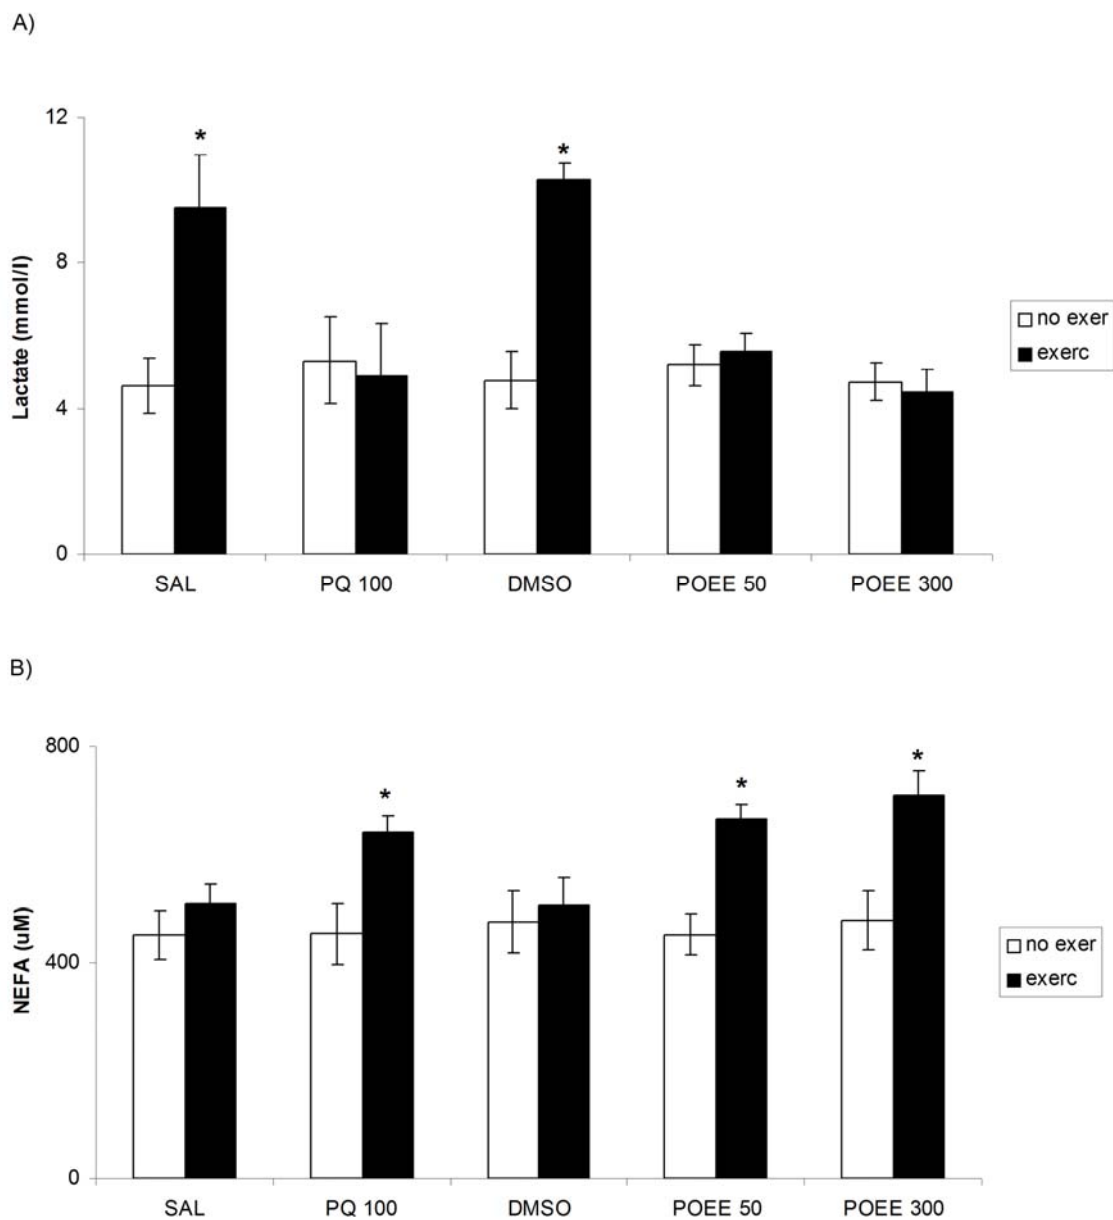 A)
12
*
*
8
Lactate (mmol/l)
no exer
exerc
4
0
SAL PQ 100 DMSO POEE 50 POEE 300
B)
800
*
*
*
NEFA (uM)
400
no exer
exerc
0
SAL PQ 100 DMSO POEE 50 POEE 300